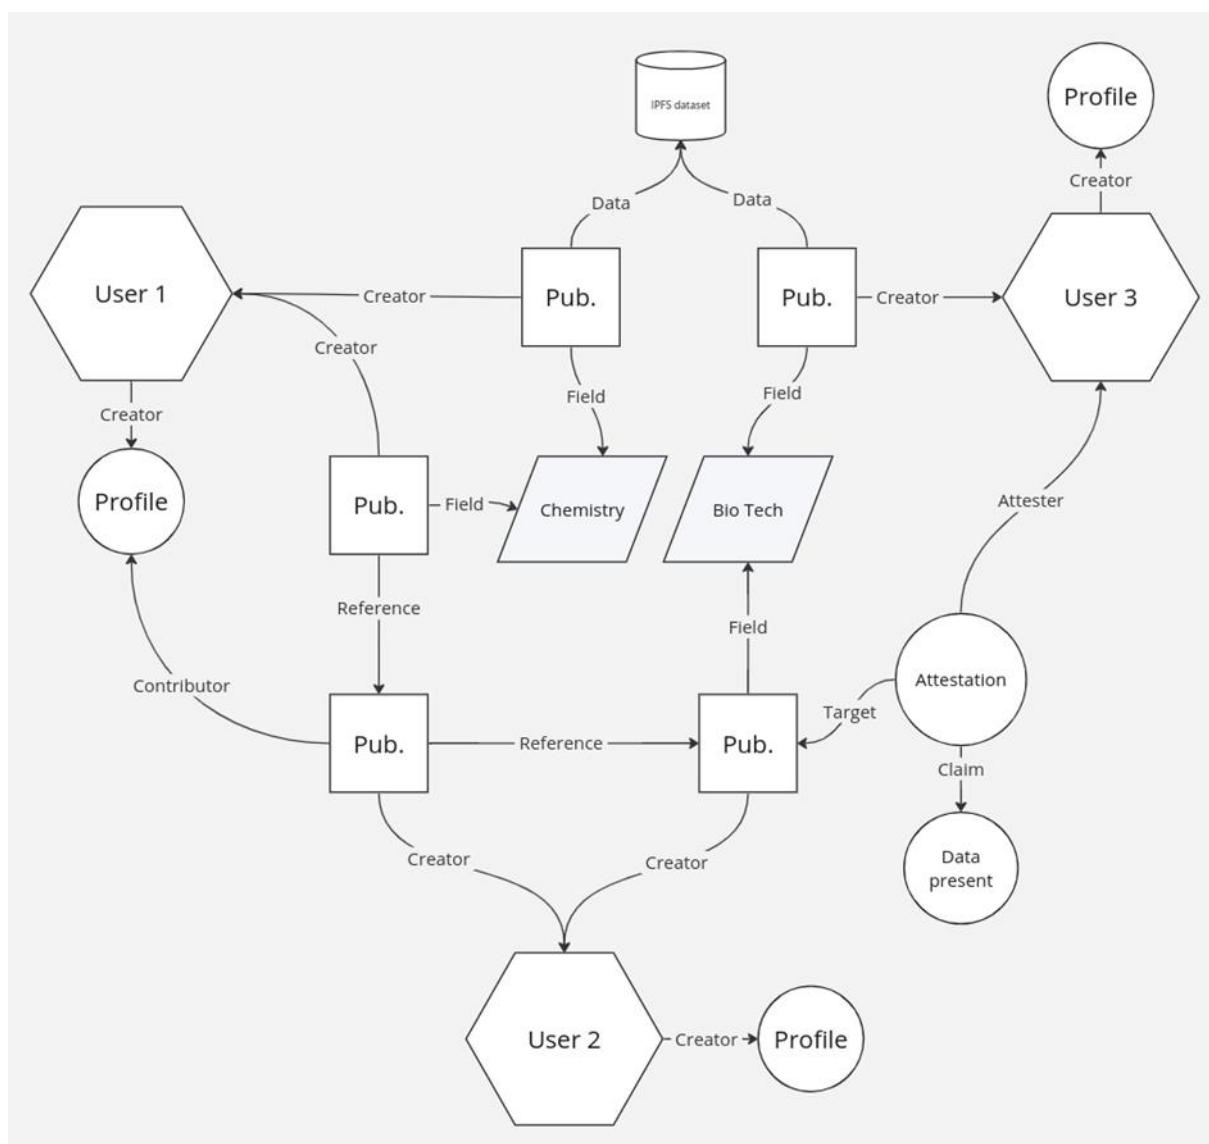 IPFS dataset
Profile
Creator
Data
Data
User 1
Creator
Pub.
Pub.
Creator
User 3
Creator
Creator
Field
Field
Profile
Pub.
Field
Chemistry
Bio Tech
Attester
Reference
Field
Contributor
Attestation
Target
Pub.
Reference
Pub.
Claim
Creator
Creator
Data
present
User 2
Creator
Profile